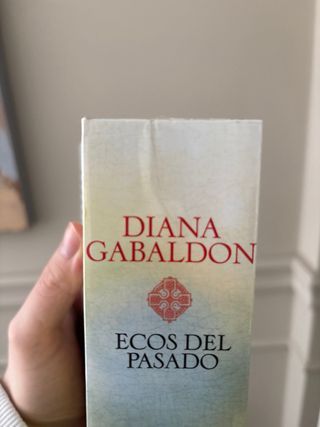 DIANA
GABALDON
ECOS DEL
PASADO